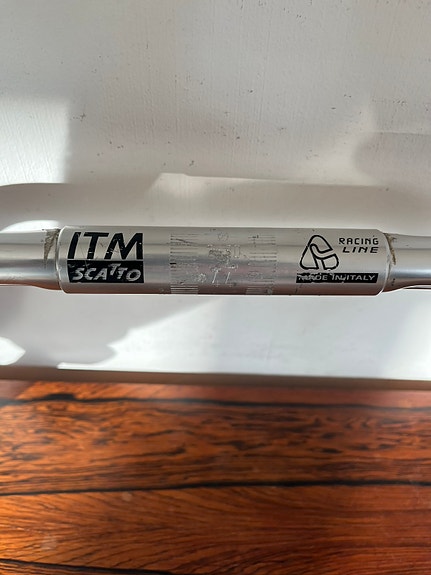 ITM
SCATTO
RACING
LINE
MADE IN ITALY